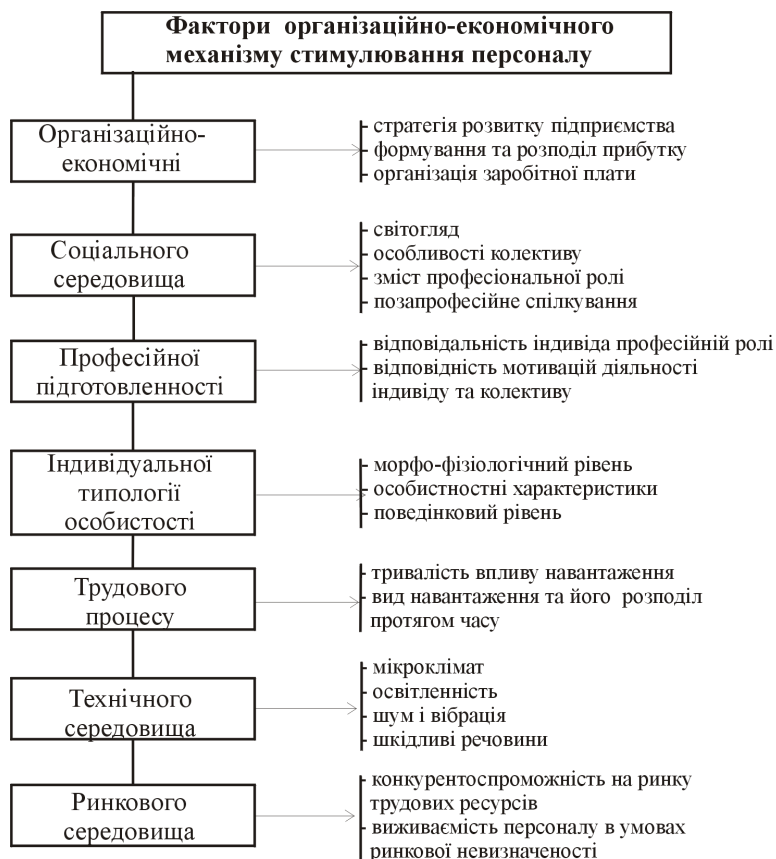 Фактори організаційно-економічного
механізму стимулювання персоналу
Організаційно-
економічні
- стратегія розвитку підприємства
- формування та розподіл прибутку
- організація заробітної плати
Соціального
середовища
- світогляд
- особливості колективу
- зміст професіональної ролі
- позапрофесійне спілкування
Професійної
підготовленності
- відповідальність індивіда професійній ролі
- відповідність мотивацій діяльності
індивіду та колективу
Індивідуальної
типології
особистості
- морфо-фізіологічний рівень
- особистностні характеристики
- поведінковий рівень
Трудового
процесу
- тривалість впливу навантаження
- вид навантаження та його розподіл
протягом часу
Технічного
середовища
- мікроклімат
- освітленність
- шум і вібрація
- шкідливі речовини
Ринкового
середовища
- конкурентоспроможність на ринку
трудових ресурсів
- виживаємість персоналу в умовах
ринкової невизначеності